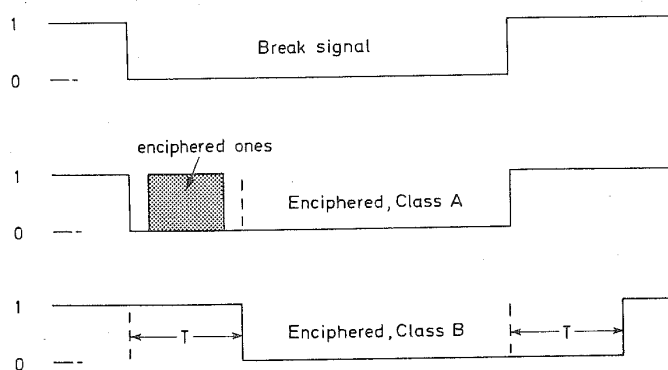 1
Break signal
0
enciphered ones
1
Enciphered, Class A
0
1
T
Enciphered, Class B
T
0